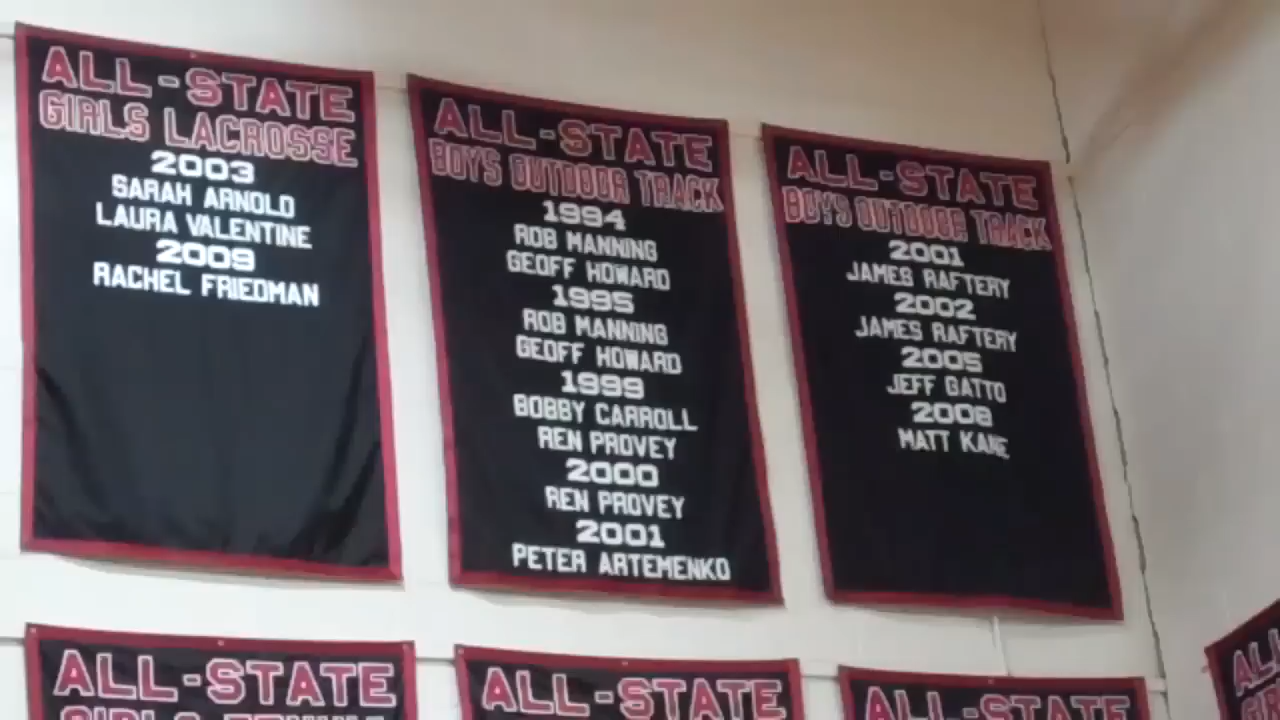 ALL-STATE
GIRLS LACROSSE
2003
SARAH ARNOLD
LAURA VALENTINE
2009
RACHEL FRIEDMAN
ALL-STATE
BOYS OUTDOOR TRACK
1994
ROB MANNING
GEOFF HOWARD
1995
ROB MANNING
GEOFF HOWARD
1999
BOBBY CARROLL
REN PROVEY
2000
REN PROVEY
2001
PETER ARTEMENKO
ALL-STATE
BOYS OUTDOOR TRACK
2001
JAMES RAFTERY
2002
JAMES RAFTERY
2005
JEFF GATTO
2008
MATT KANE
ALL-STATE
GIRLS
ALL-STATE
ALL-STATE
ALL